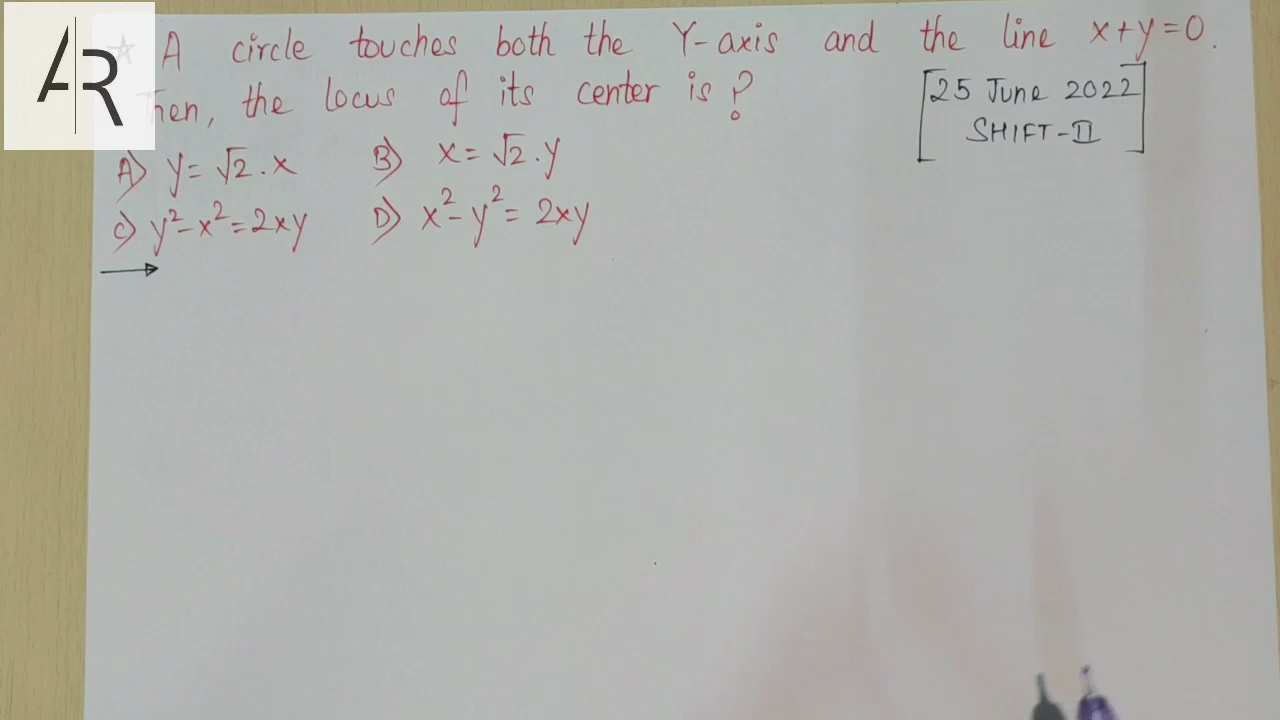 AR
A circle touches both the Y-axis and the line x+y=0.
Then, the locus of its center is ?
[25 June 2022
SHIFT-II]
A) y=√2.x B) x=√2.y
C) y²-x²=2xy D) x²-y²=2xy